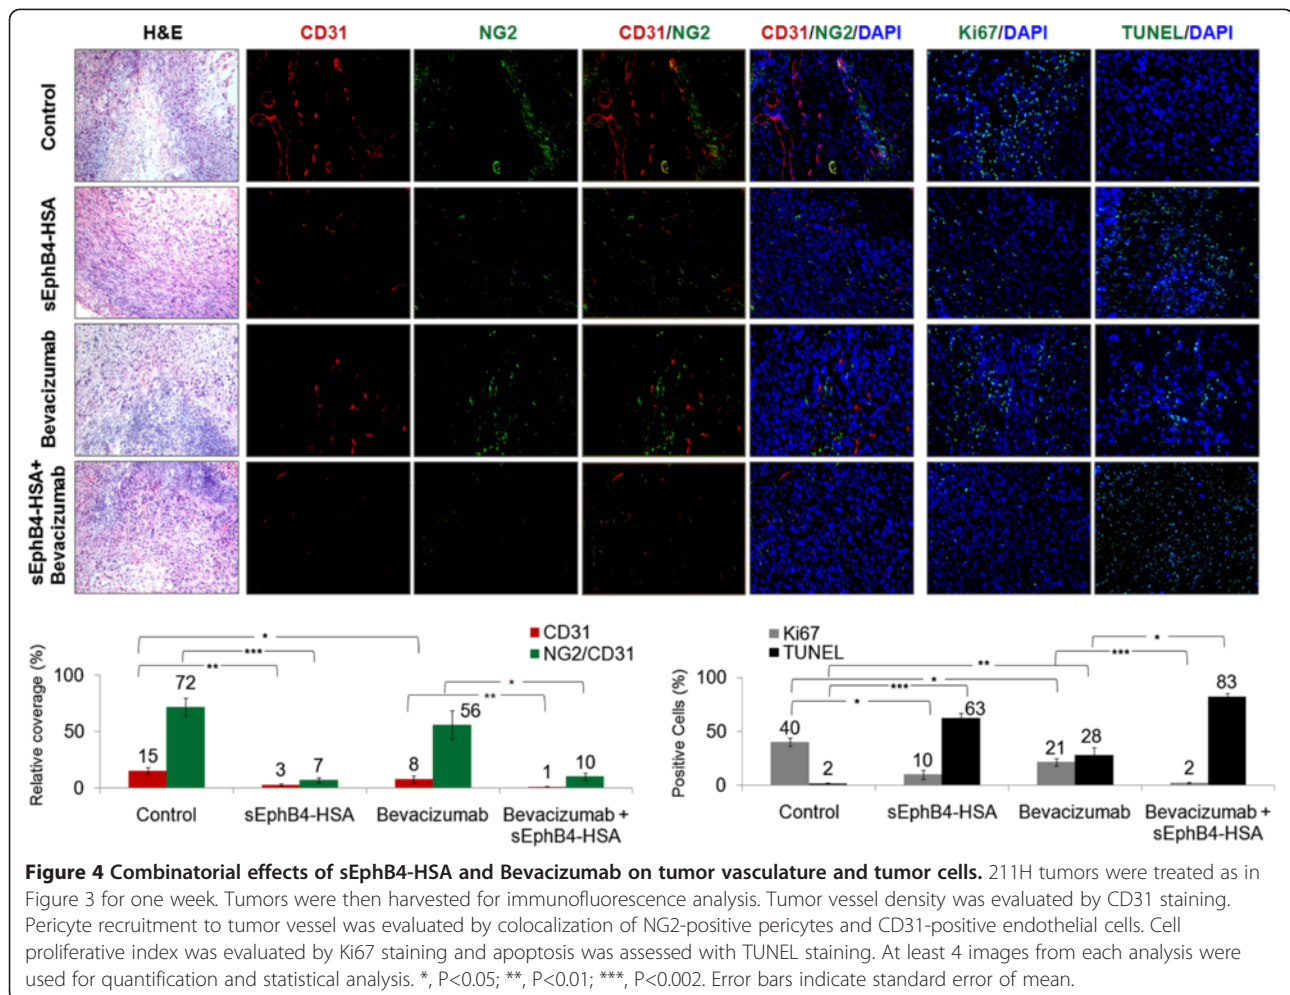 H&E CD31 NG2 CD31/NG2 CD31/NG2/DAPI Ki67/DAPI TUNEL/DAPI
Control
sEphB4-HSA
Bevacizumab
sEphB4-HSA+
Bevacizumab
Relative coverage (%)
100
50
0
CD31
NG2/CD31
*
**
***
**
*
15
72
3
7
8
56
1
10
Control
sEphB4-HSA
Bevacizumab
Bevacizumab +
sEphB4-HSA
Positive Cells (%)
100
50
0
Ki67
TUNEL
*
***
**
*
***
*
40
2
10
63
21
28
2
83
Control
sEphB4-HSA
Bevacizumab
Bevacizumab +
sEphB4-HSA
Figure 4 Combinatorial effects of sEphB4-HSA and Bevacizumab on tumor vasculature and tumor cells. 211H tumors were treated as in
Figure 3 for one week. Tumors were then harvested for immunofluorescence analysis. Tumor vessel density was evaluated by CD31 staining.
Pericyte recruitment to tumor vessel was evaluated by colocalization of NG2-positive pericytes and CD31-positive endothelial cells. Cell
proliferative index was evaluated by Ki67 staining and apoptosis was assessed with TUNEL staining. At least 4 images from each analysis were
used for quantification and statistical analysis. *, P<0.05; **, P<0.01; ***, P<0.002. Error bars indicate standard error of mean.